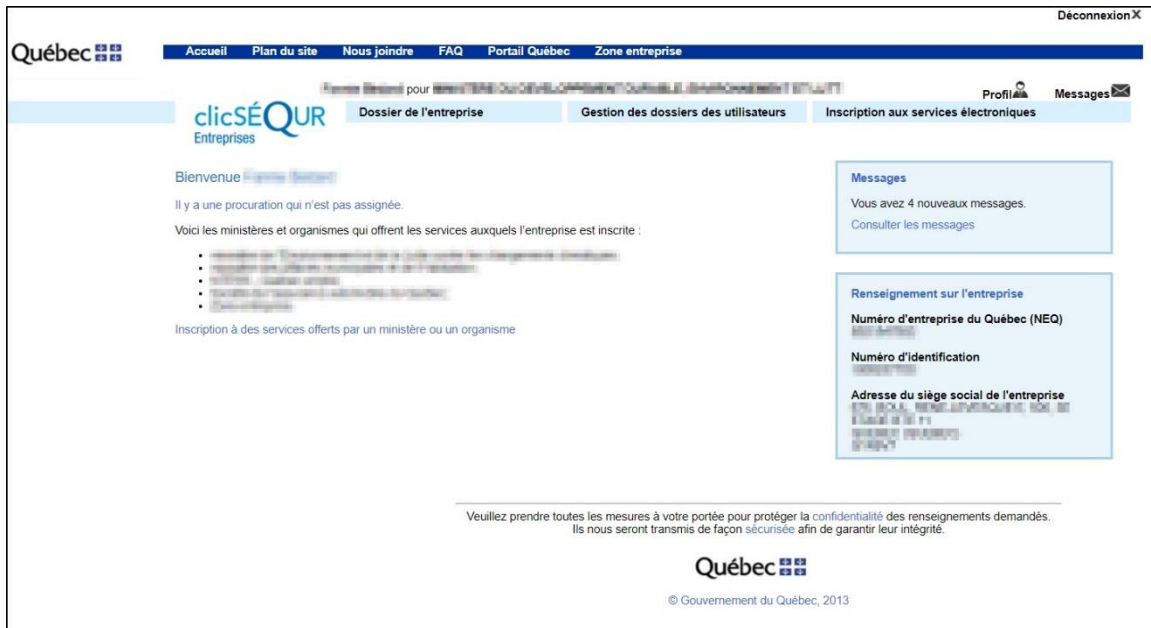 Déconnexion X
Québec
Accueil Plan du site Nous joindre FAQ Portail Québec Zone entreprise
pour
Profil Messages
clicSÉQUR
Entreprises
Dossier de l'entreprise Gestion des dossiers des utilisateurs Inscription aux services électroniques
Bienvenue
Il y a une procuration qui n'est pas assignée.
Voici les ministères et organismes qui offrent les services auxquels l'entreprise est inscrite :
Inscription à des services offerts par un ministère ou un organisme
Messages
Vous avez 4 nouveaux messages.
Consulter les messages
Renseignement sur l'entreprise
Numéro d'entreprise du Québec (NEQ)
Numéro d'identification
Adresse du siège social de l'entreprise
Veuillez prendre toutes les mesures à votre portée pour protéger la confidentialité des renseignements demandés.
Ils nous seront transmis de façon sécurisée afin de garantir leur intégrité.
Québec
© Gouvernement du Québec, 2013